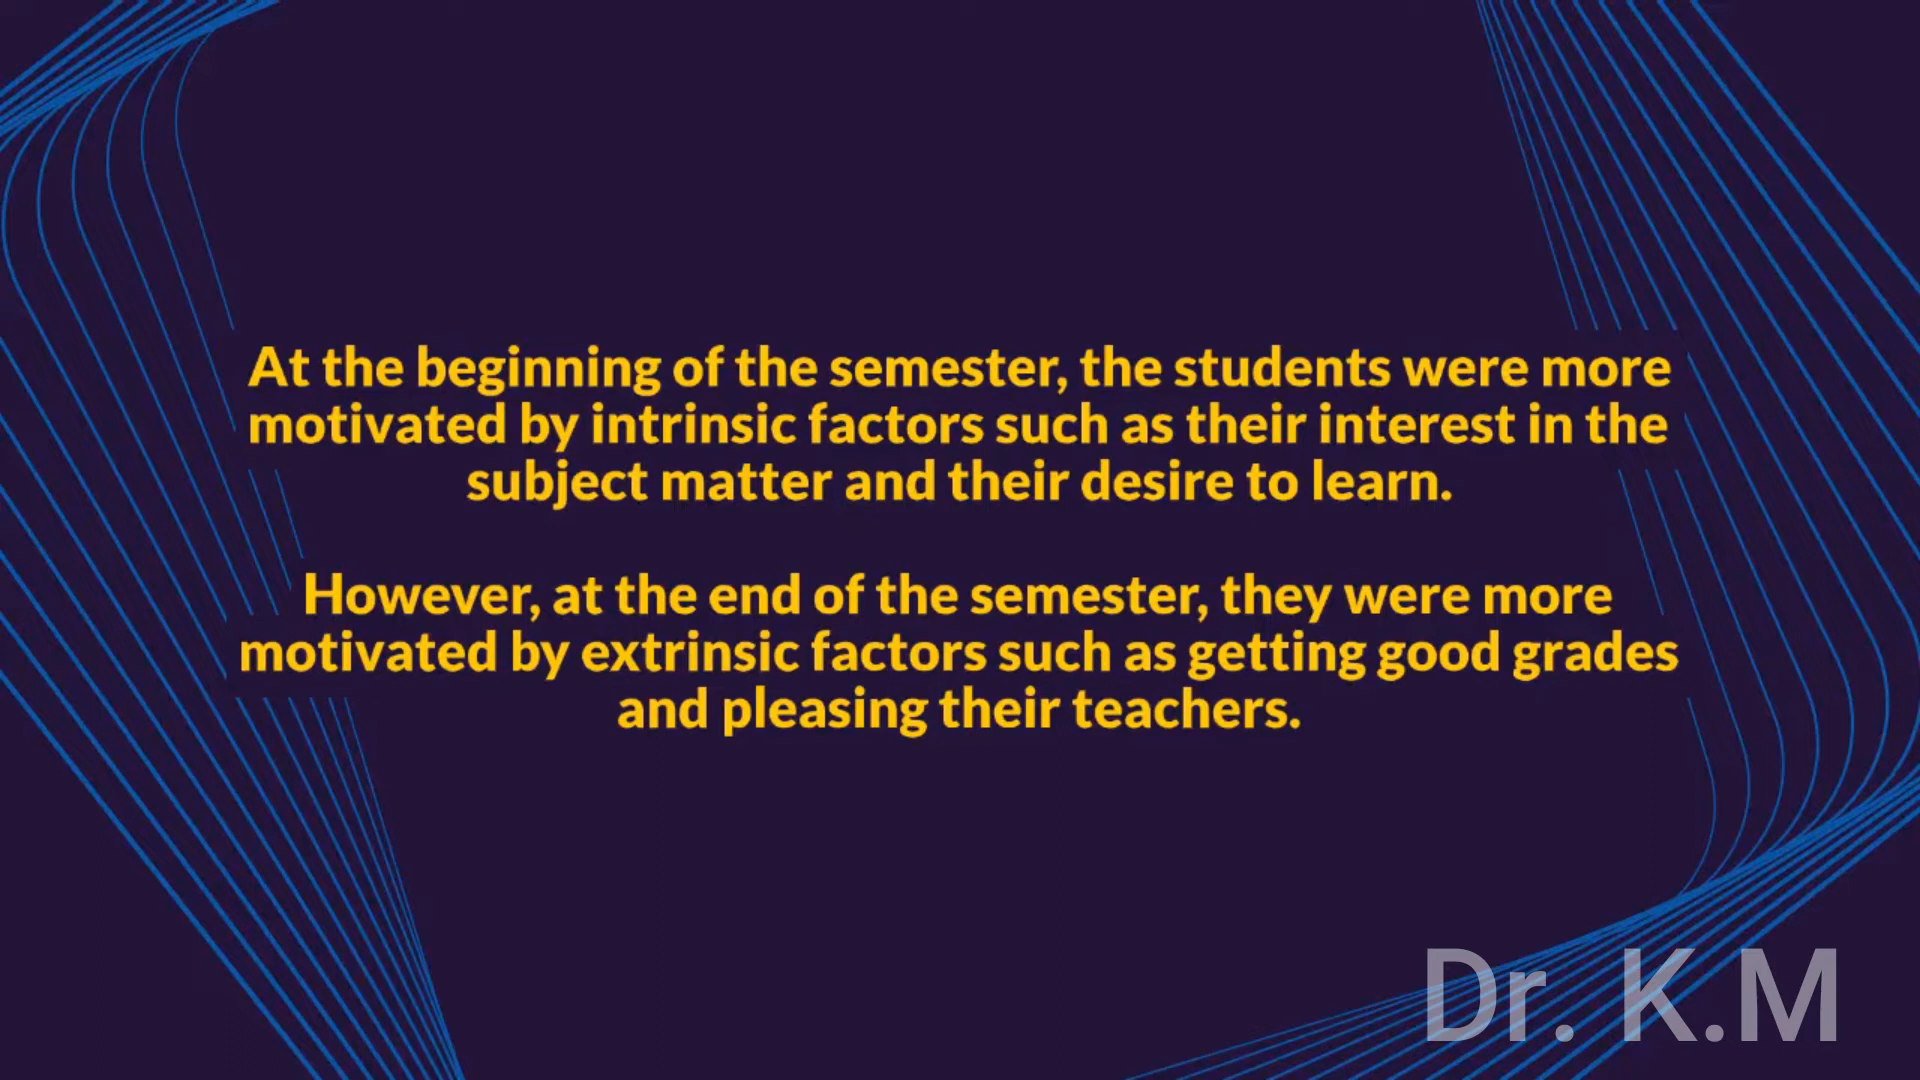 At the beginning of the semester, the students were more
motivated by intrinsic factors such as their interest in the
subject matter and their desire to learn.
However, at the end of the semester, they were more
motivated by extrinsic factors such as getting good grades
and pleasing their teachers.
Dr. K.M